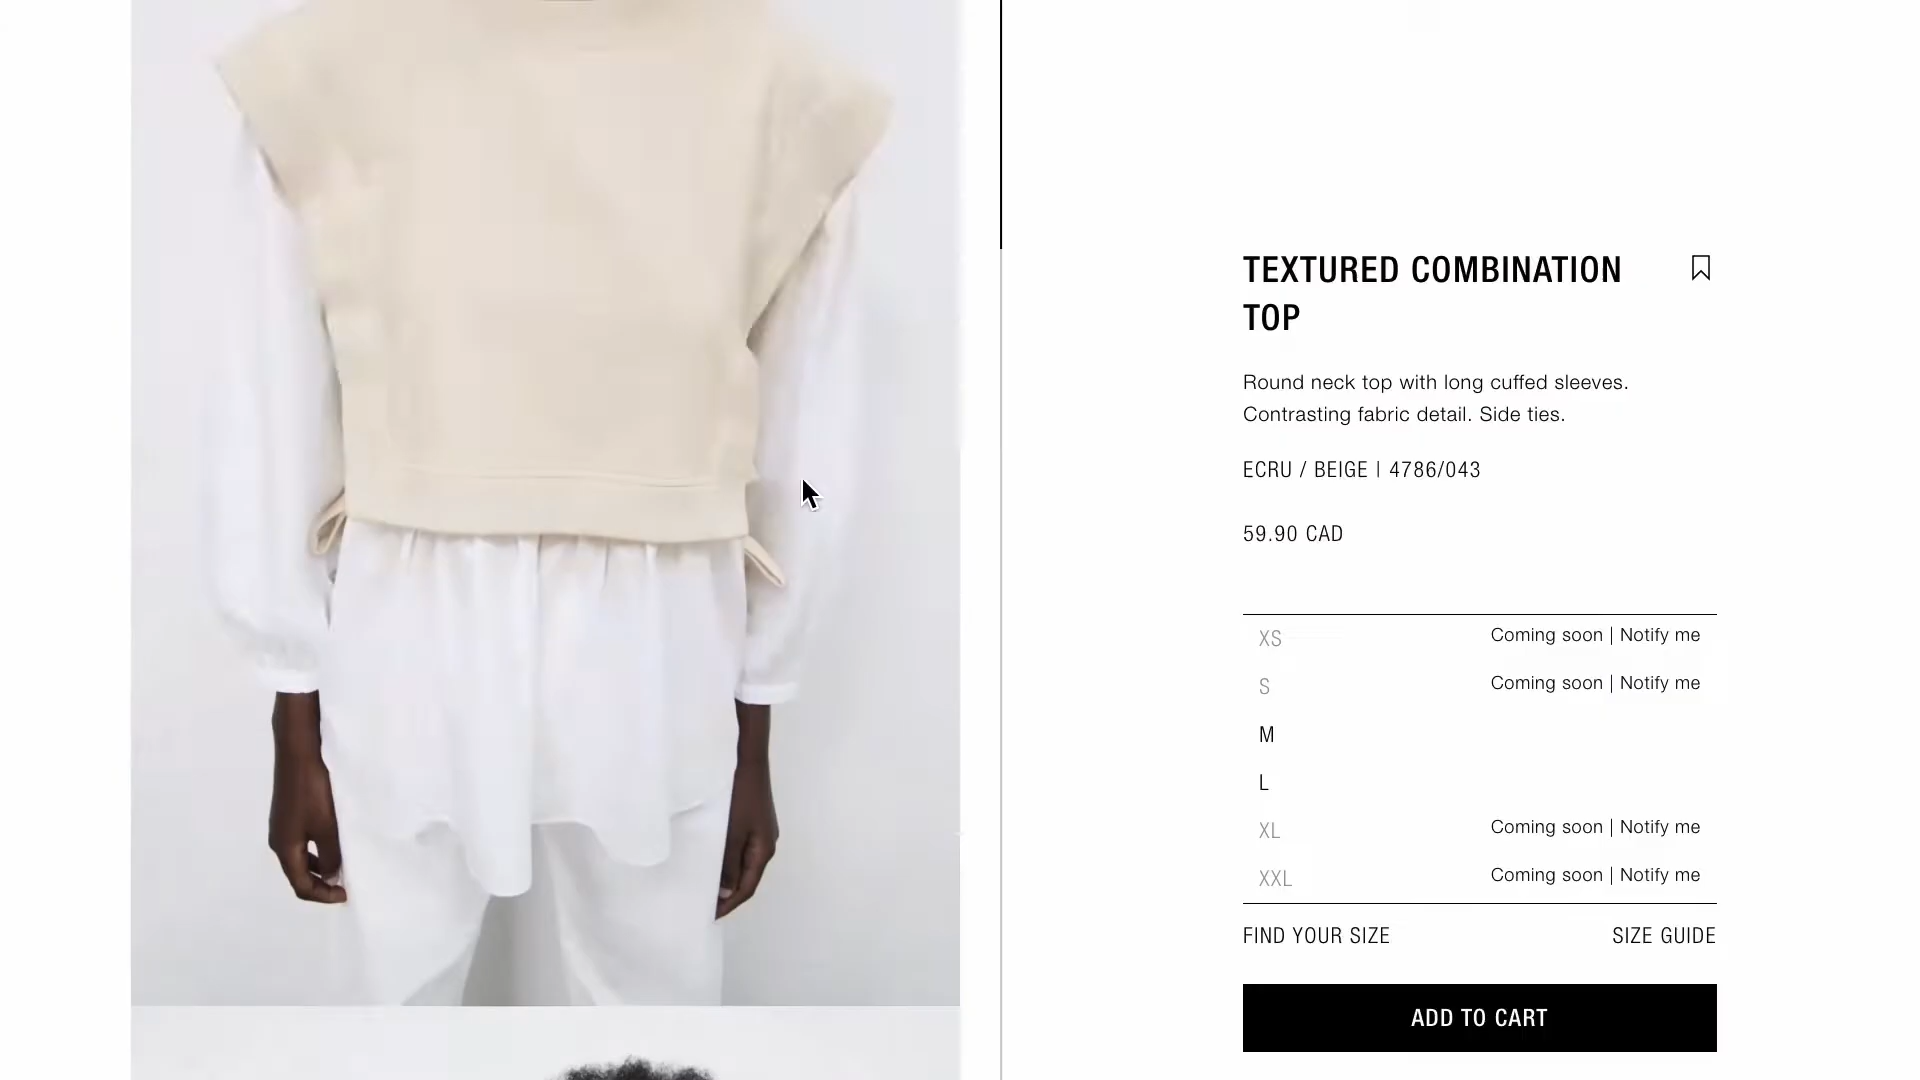 TEXTURED COMBINATION
TOP
Round neck top with long cuffed sleeves.
Contrasting fabric detail. Side ties.
ECRU / BEIGE | 4786/043
59.90 CAD
XS Coming soon | Notify me
S Coming soon | Notify me
M
L
XL Coming soon | Notify me
XXL Coming soon | Notify me
FIND YOUR SIZE SIZE GUIDE
ADD TO CART